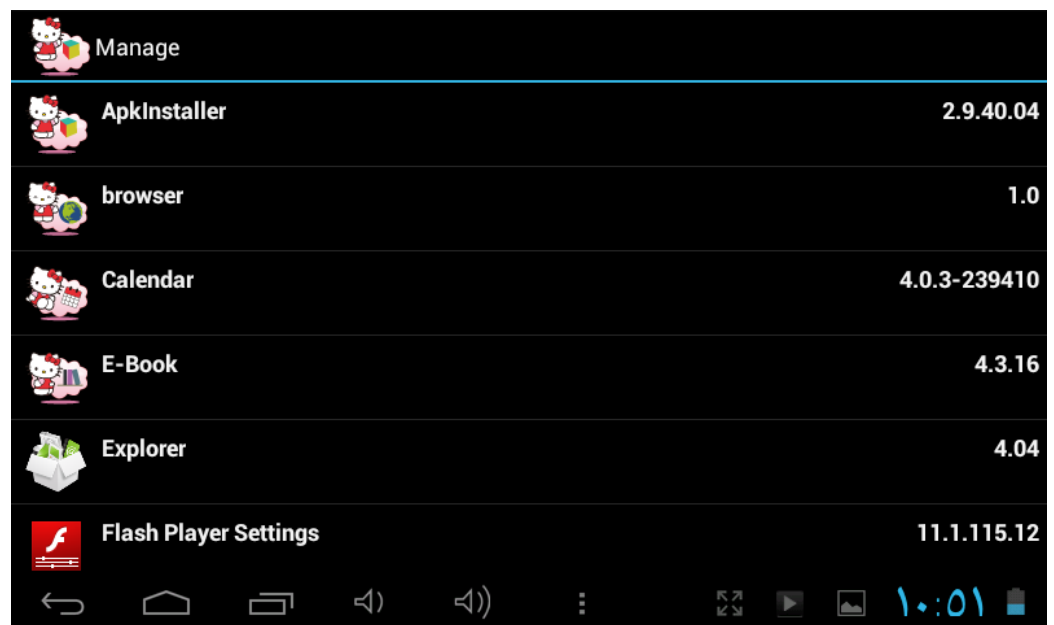 Manage
ApkInstaller 2.9.40.04
browser 1.0
Calendar 4.0.3-239410
E-Book 4.3.16
Explorer 4.04
Flash Player Settings 11.1.115.12
١٠:٥١